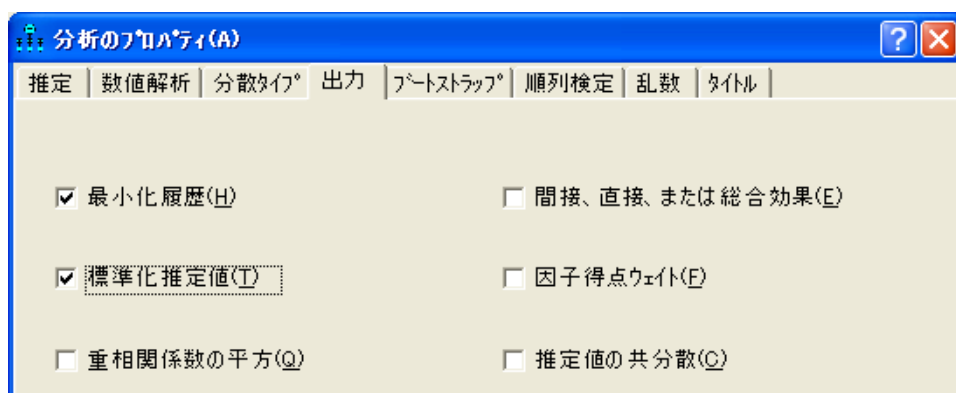 分析のﾌﾟﾛﾊﾟﾃｨ(A)
推定 数値解析 分散ﾀｲﾌﾟ 出力 ﾌﾞｰﾄｽﾄﾗｯﾌﾟ 順列検定 乱数 ﾀｲﾄﾙ
最小化履歴(H) 間接、直接、または総合効果(E)
標準化推定値(T) 因子得点ｳｪｲﾄ(F)
重相関係数の平方(Q) 推定値の共分散(C)